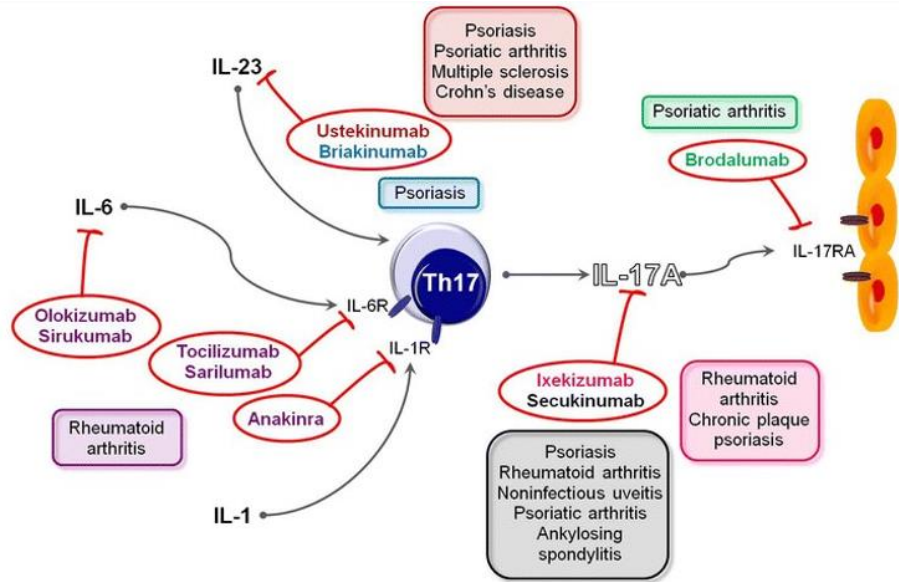 IL-23
Psoriasis
Psoriatic arthritis
Multiple sclerosis
Crohn's disease
Ustekinumab
Briakinumab
Psoriatic arthritis
Brodalumab
Psoriasis
IL-6
Th17
IL-17A
IL-17RA
IL-6R
IL-1R
Olokizumab
Sirukumab
Tocilizumab
Sarilumab
Anakinra
Rheumatoid
arthritis
IL-1
Ixekizumab
Secukinumab
Rheumatoid
arthritis
Chronic plaque
psoriasis
Psoriasis
Rheumatoid arthritis
Noninfectious uveitis
Psoriatic arthritis
Ankylosing
spondylitis